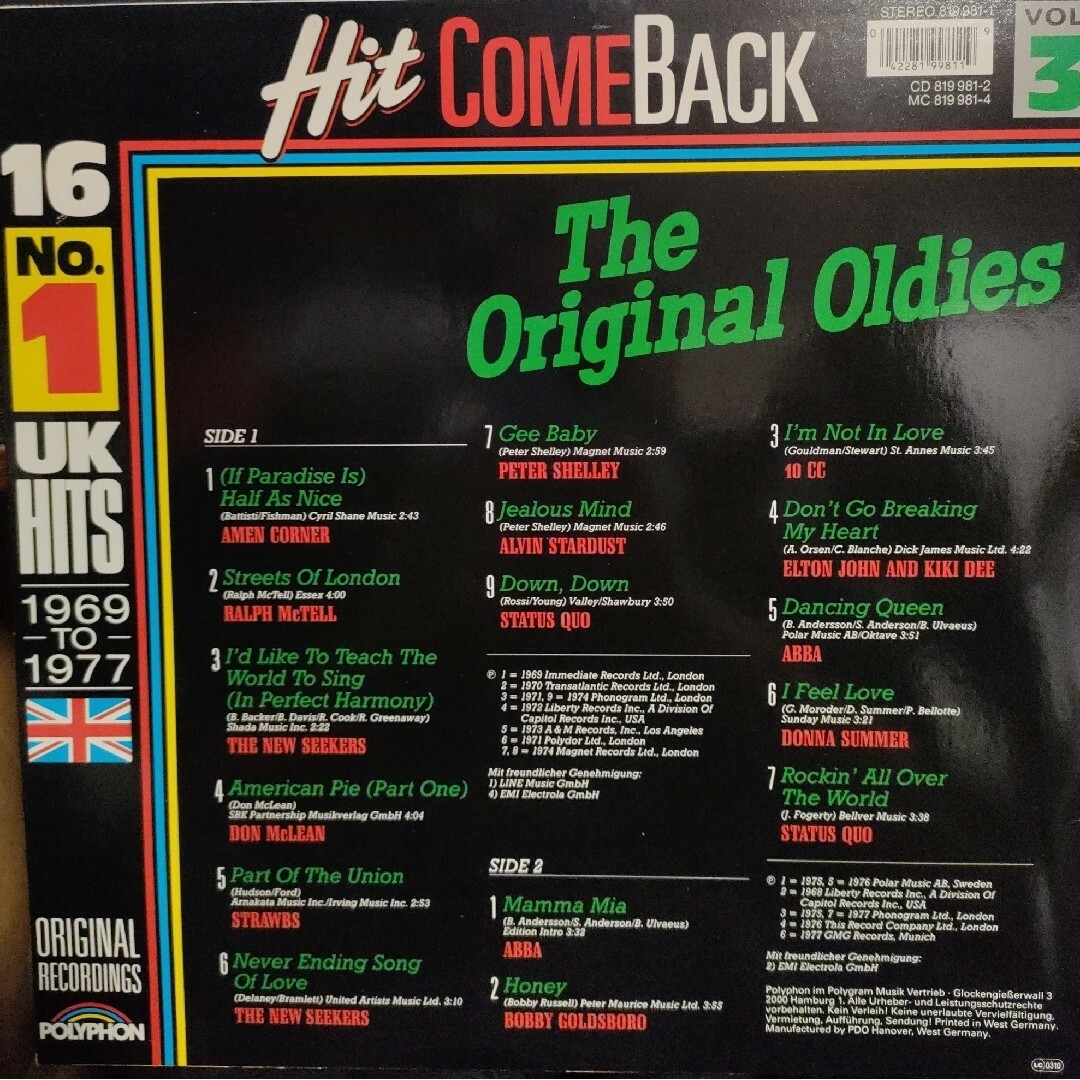 Hit COMEBACK
STEREO 819 981-1
0 42281 99811 9
CD 819 981-2
MC 819 981-4
VOL
3
16
No.
1
UK
HITS
1969
-TO-
1977
ORIGINAL
RECORDINGS
POLYPHON
The
Original Oldies
SIDE 1
1 (If Paradise Is)
Half As Nice
(Battisti/Fishman) Cyril Shane Music 2:43
AMEN CORNER
2 Streets Of London
(Ralph McTell) Essex 4:00
RALPH McTELL
3 I'd Like To Teach The
World To Sing
(In Perfect Harmony)
(B. Backer/B. Davis/R. Cook/R. Greenaway)
Shada Music Inc. 2:22
THE NEW SEEKERS
4 American Pie (Part One)
(Don McLean)
SBK Partnership Musikverlag GmbH 4:04
DON McLEAN
5 Part Of The Union
(Hudson/Ford)
Arnakata Music Inc./Irving Music Inc. 2:53
STRAWBS
6 Never Ending Song
Of Love
(Delaney/Bramlett) United Artists Music Ltd. 3:10
THE NEW SEEKERS
7 Gee Baby
(Peter Shelley) Magnet Music 2:59
PETER SHELLEY
8 Jealous Mind
(Peter Shelley) Magnet Music 2:46
ALVIN STARDUST
9 Down, Down
(Rossi/Young) Valley/Shawbury 3:50
STATUS QUO
℗ 1 = 1969 Immediate Records Ltd., London
2 = 1970 Transatlantic Records Ltd., London
3 = 1971, 9 = 1974 Phonogram Ltd., London
4 = 1972 Liberty Records Inc., A Division Of
Capitol Records Inc., USA
5 = 1973 A & M Records, Inc., Los Angeles
6 = 1971 Polydor Ltd., London
7, 8 = 1974 Magnet Records Ltd., London
Mit freundlicher Genehmigung:
1) LINE Music GmbH
4) EMI Electrola GmbH
SIDE 2
1 Mamma Mia
(B. Andersson/S. Anderson/B. Ulvaeus)
Edition Intro 3:32
ABBA
2 Honey
(Bobby Russell) Peter Maurice Music Ltd. 3:58
BOBBY GOLDSBORO
3 I'm Not In Love
(Gouldman/Stewart) St. Annes Music 3:45
10 CC
4 Don't Go Breaking
My Heart
(A. Orsen/C. Blanche) Dick James Music Ltd. 4:22
ELTON JOHN AND KIKI DEE
5 Dancing Queen
(B. Andersson/S. Anderson/B. Ulvaeus)
Polar Music AB/Oktave 3:51
ABBA
6 I Feel Love
(G. Moroder/D. Summer/P. Bellotte)
Sunday Music 3:21
DONNA SUMMER
7 Rockin' All Over
The World
(J. Fogerty) Bellver Music 3:38
STATUS QUO
℗ 1 = 1975, 5 = 1976 Polar Music AB, Sweden
2 = 1968 Liberty Records Inc., A Division Of
Capitol Records Inc., USA
3 = 1975, 7 = 1977 Phonogram Ltd., London
4 = 1976 This Record Company Ltd., London
6 = 1977 GMG Records, Munich
Mit freundlicher Genehmigung:
2) EMI Electrola GmbH
Polyphon im Polygram Musik Vertrieb · Glockengießerwall 3
2000 Hamburg 1. Alle Urheber- und Leistungsschutzrechte
vorbehalten. Kein Verleih! Keine unerlaubte Vervielfältigung,
Vermietung, Aufführung, Sendung! Printed in West Germany.
Manufactured by PDO Hanover, West Germany.
LC 0310